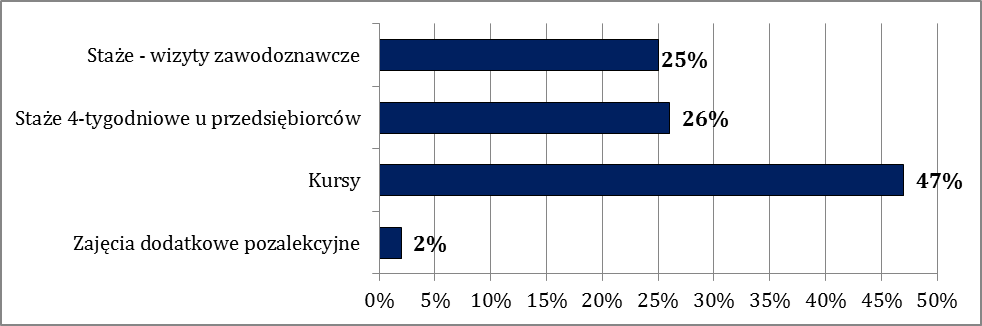 Staże - wizyty zawodoznawcze 25%
Staże 4-tygodniowe u przedsiębiorców 26%
Kursy 47%
Zajęcia dodatkowe pozalekcyjne 2%
0% 5% 10% 15% 20% 25% 30% 35% 40% 45% 50%